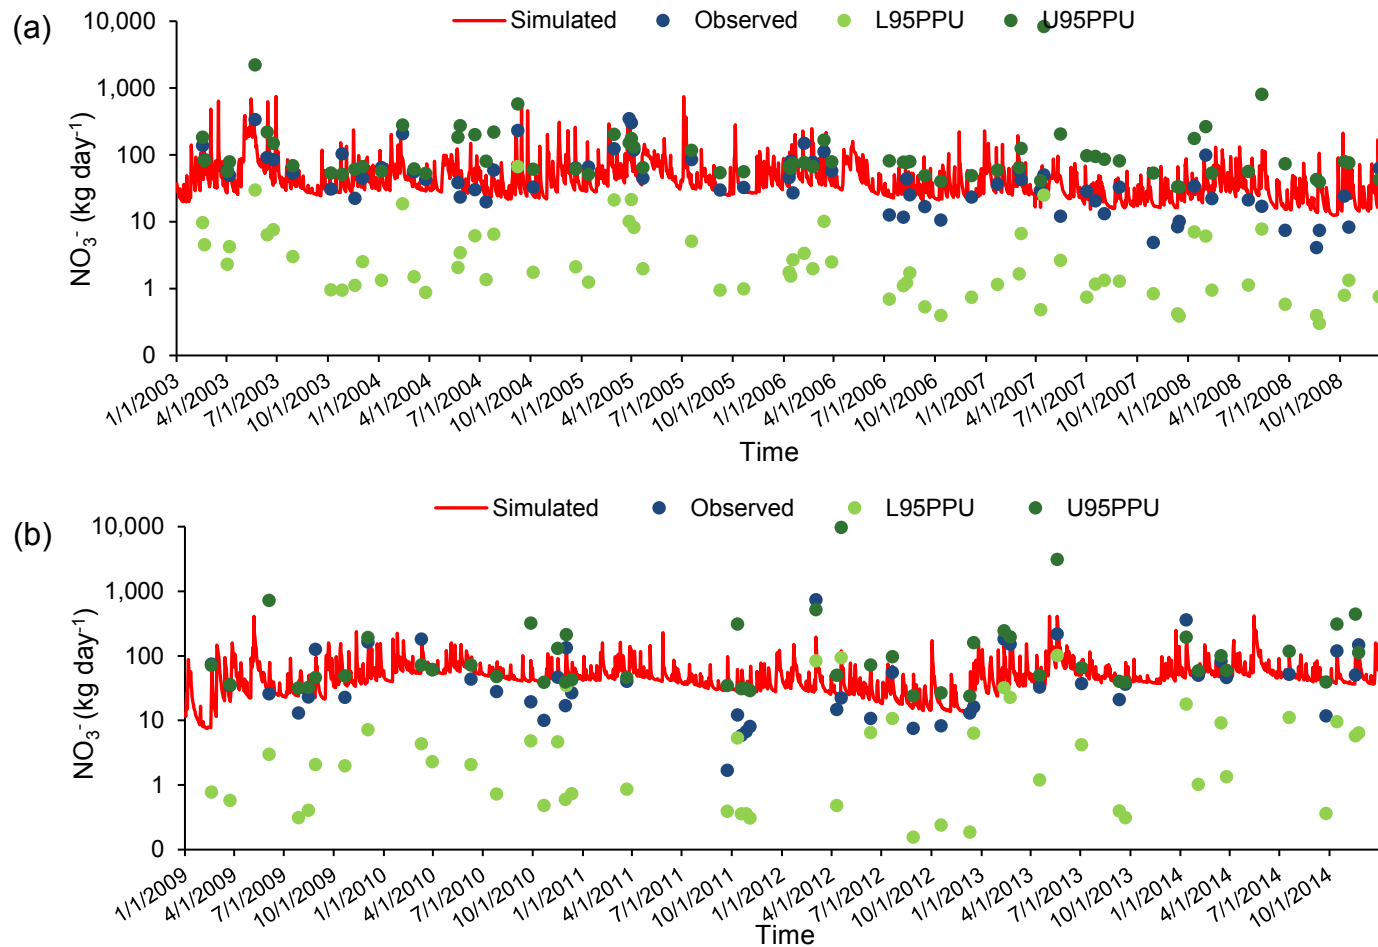 (a)
Simulated Observed L95PPU U95PPU
10,000
1,000
100
10
1
0
NO₃⁻ (kg day⁻¹)
1/1/2003 4/1/2003 7/1/2003 10/1/2003 1/1/2004 4/1/2004 7/1/2004 10/1/2004 1/1/2005 4/1/2005 7/1/2005 10/1/2005 1/1/2006 4/1/2006 7/1/2006 10/1/2006 1/1/2007 4/1/2007 7/1/2007 10/1/2007 1/1/2008 4/1/2008 7/1/2008 10/1/2008
Time
(b)
Simulated Observed L95PPU U95PPU
10,000
1,000
100
10
1
0
NO₃⁻ (kg day⁻¹)
1/1/2009 4/1/2009 7/1/2009 10/1/2009 1/1/2010 4/1/2010 7/1/2010 10/1/2010 1/1/2011 4/1/2011 7/1/2011 10/1/2011 1/1/2012 4/1/2012 7/1/2012 10/1/2012 1/1/2013 4/1/2013 7/1/2013 10/1/2013 1/1/2014 4/1/2014 7/1/2014 10/1/2014
Time